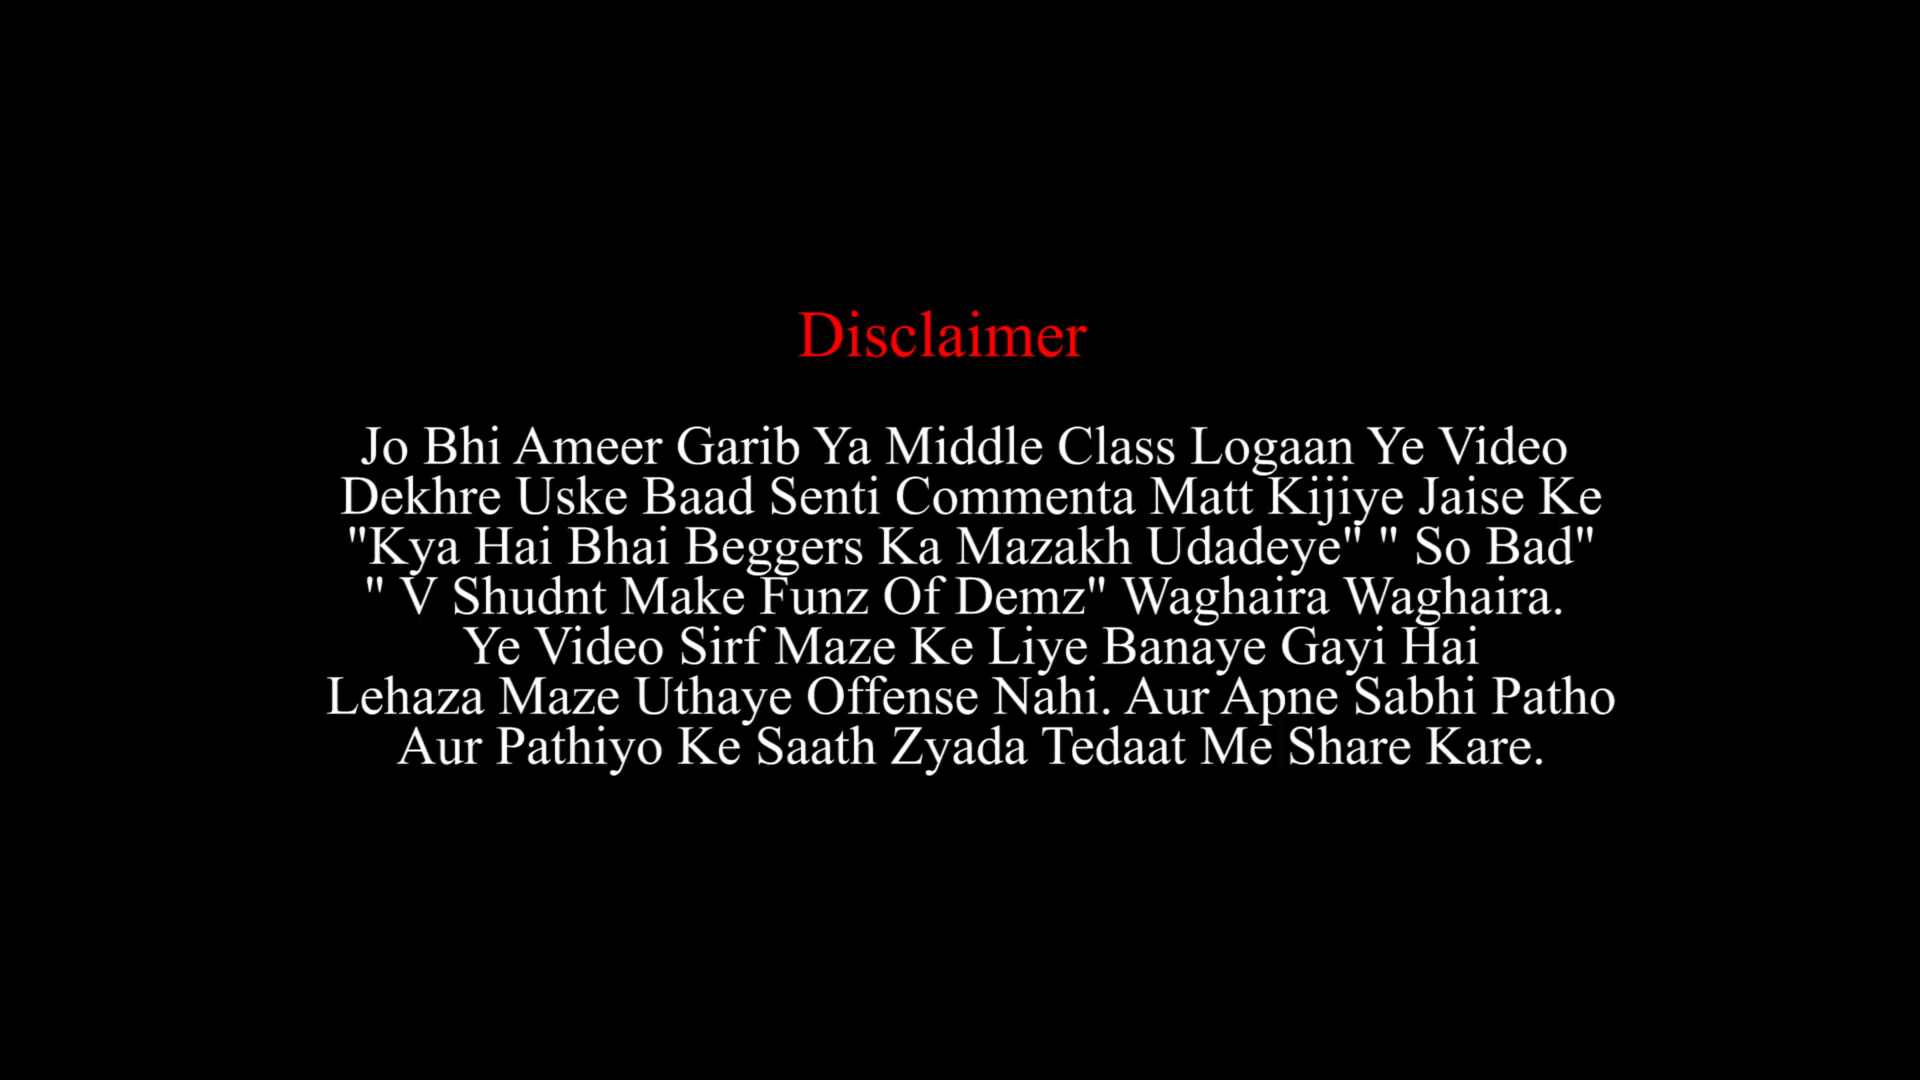 Disclaimer
Jo Bhi Ameer Garib Ya Middle Class Logaan Ye Video
Dekhre Uske Baad Senti Commenta Matt Kijiye Jaise Ke
"Kya Hai Bhai Beggers Ka Mazakh Udadeye" " So Bad"
" V Shudnt Make Funz Of Demz" Waghaira Waghaira.
Ye Video Sirf Maze Ke Liye Banaye Gayi Hai
Lehaza Maze Uthaye Offense Nahi. Aur Apne Sabhi Patho
Aur Pathiyo Ke Saath Zyada Tedaat Me Share Kare.